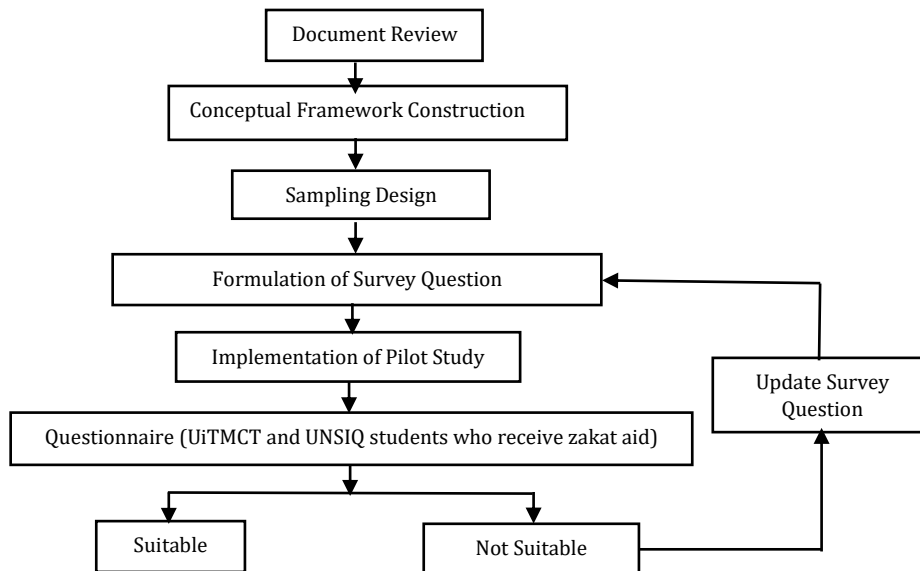 Document Review
Conceptual Framework Construction
Sampling Design
Formulation of Survey Question
Implementation of Pilot Study
Update Survey
Question
Questionnaire (UiTMCT and UNSIQ students who receive zakat aid)
Suitable
Not Suitable